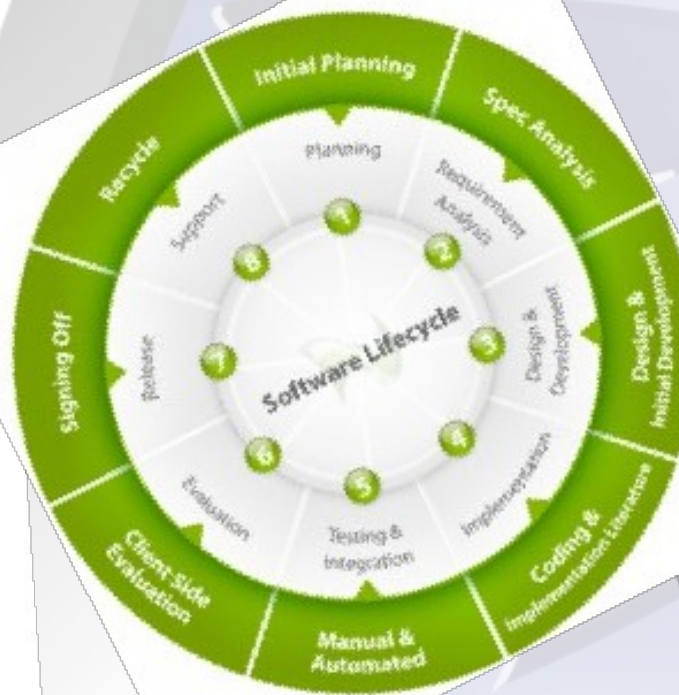 Initial Planning
Spec Analysis
Design &
Initial Development
Coding &
Implementation Literature
Manual &
Automated
Client Side
Evaluation
Signing Off
Recycle
Planning
Requirement
Analysis
Design &
Development
Implementation
Testing &
Integration
Evaluation
Release
Support
1
2
3
4
5
6
7
8
Software Lifecycle